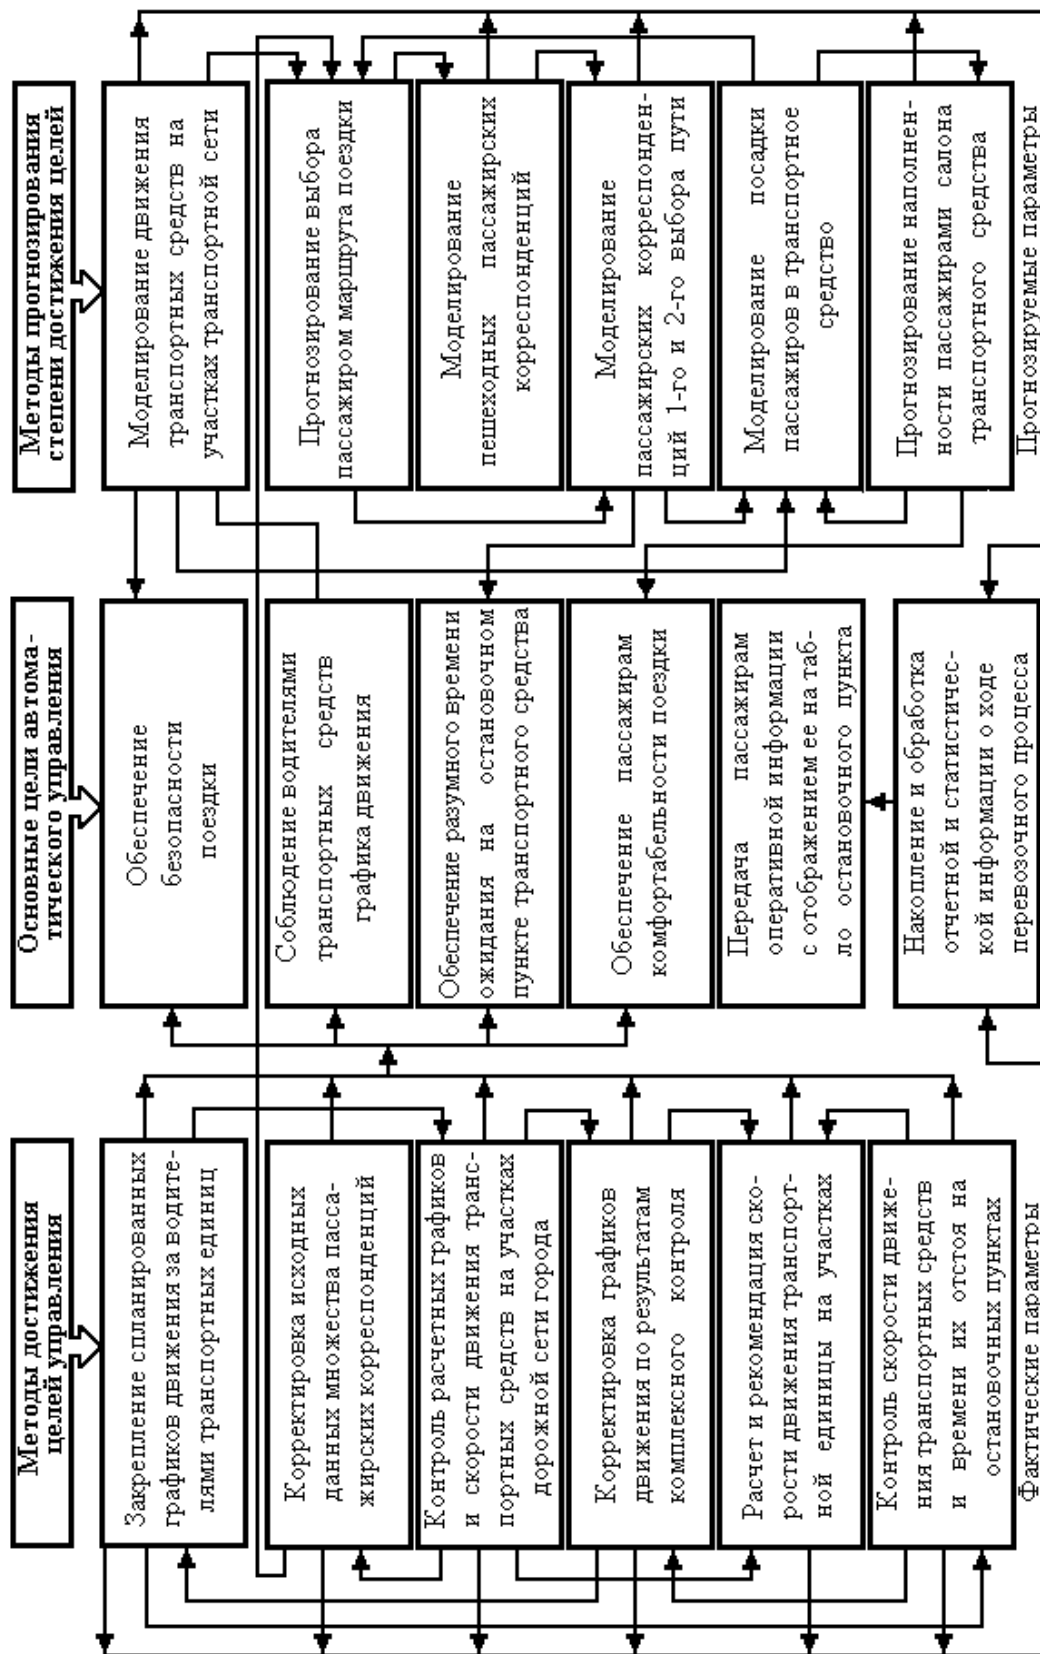 Методы достижения
целей управления
Закрепление спланированных
графиков движения за водите-
лями транспортных единиц
Корректировка исходных
данных множества пасса-
жирских корреспонденций
Контроль расчетных графиков
и скорости движения транс-
портных средств на участках
дорожной сети города
Корректировка графиков
движения по результатам
комплексного контроля
Расчет и рекомендация ско-
рости движения транспорт-
ной единицы на участках
Контроль скорости движе-
ния транспортных средств
и времени их отстоя на
остановочных пунктах
Фактические параметры
Основные цели автома-
тического управления
Обеспечение
безопасности
поездки
Соблюдение водителями
транспортных средств
графика движения
Обеспечение разумного времени
ожидания на остановочном
пункте транспортного средства
Обеспечение пассажирам
комфортабельности поездки
Передача пассажирам
оперативной информации
с отображением ее на таб-
ло остановочного пункта
Накопление и обработка
отчетной и статистичес-
кой информации о ходе
перевозочного процесса
Методы прогнозирования
степени достижения целей
Моделирование движения
транспортных средств на
участках транспортной сети
Прогнозирование выбора
пассажиром маршрута поездки
Моделирование
пешеходных пассажирских
корреспонденций
Моделирование
пассажирских корреспонден-
ций 1-го и 2-го выбора пути
Моделирование посадки
пассажиров в транспортное
средство
Прогнозирование наполнен-
ности пассажирами салона
транспортного средства
Прогнозируемые параметры